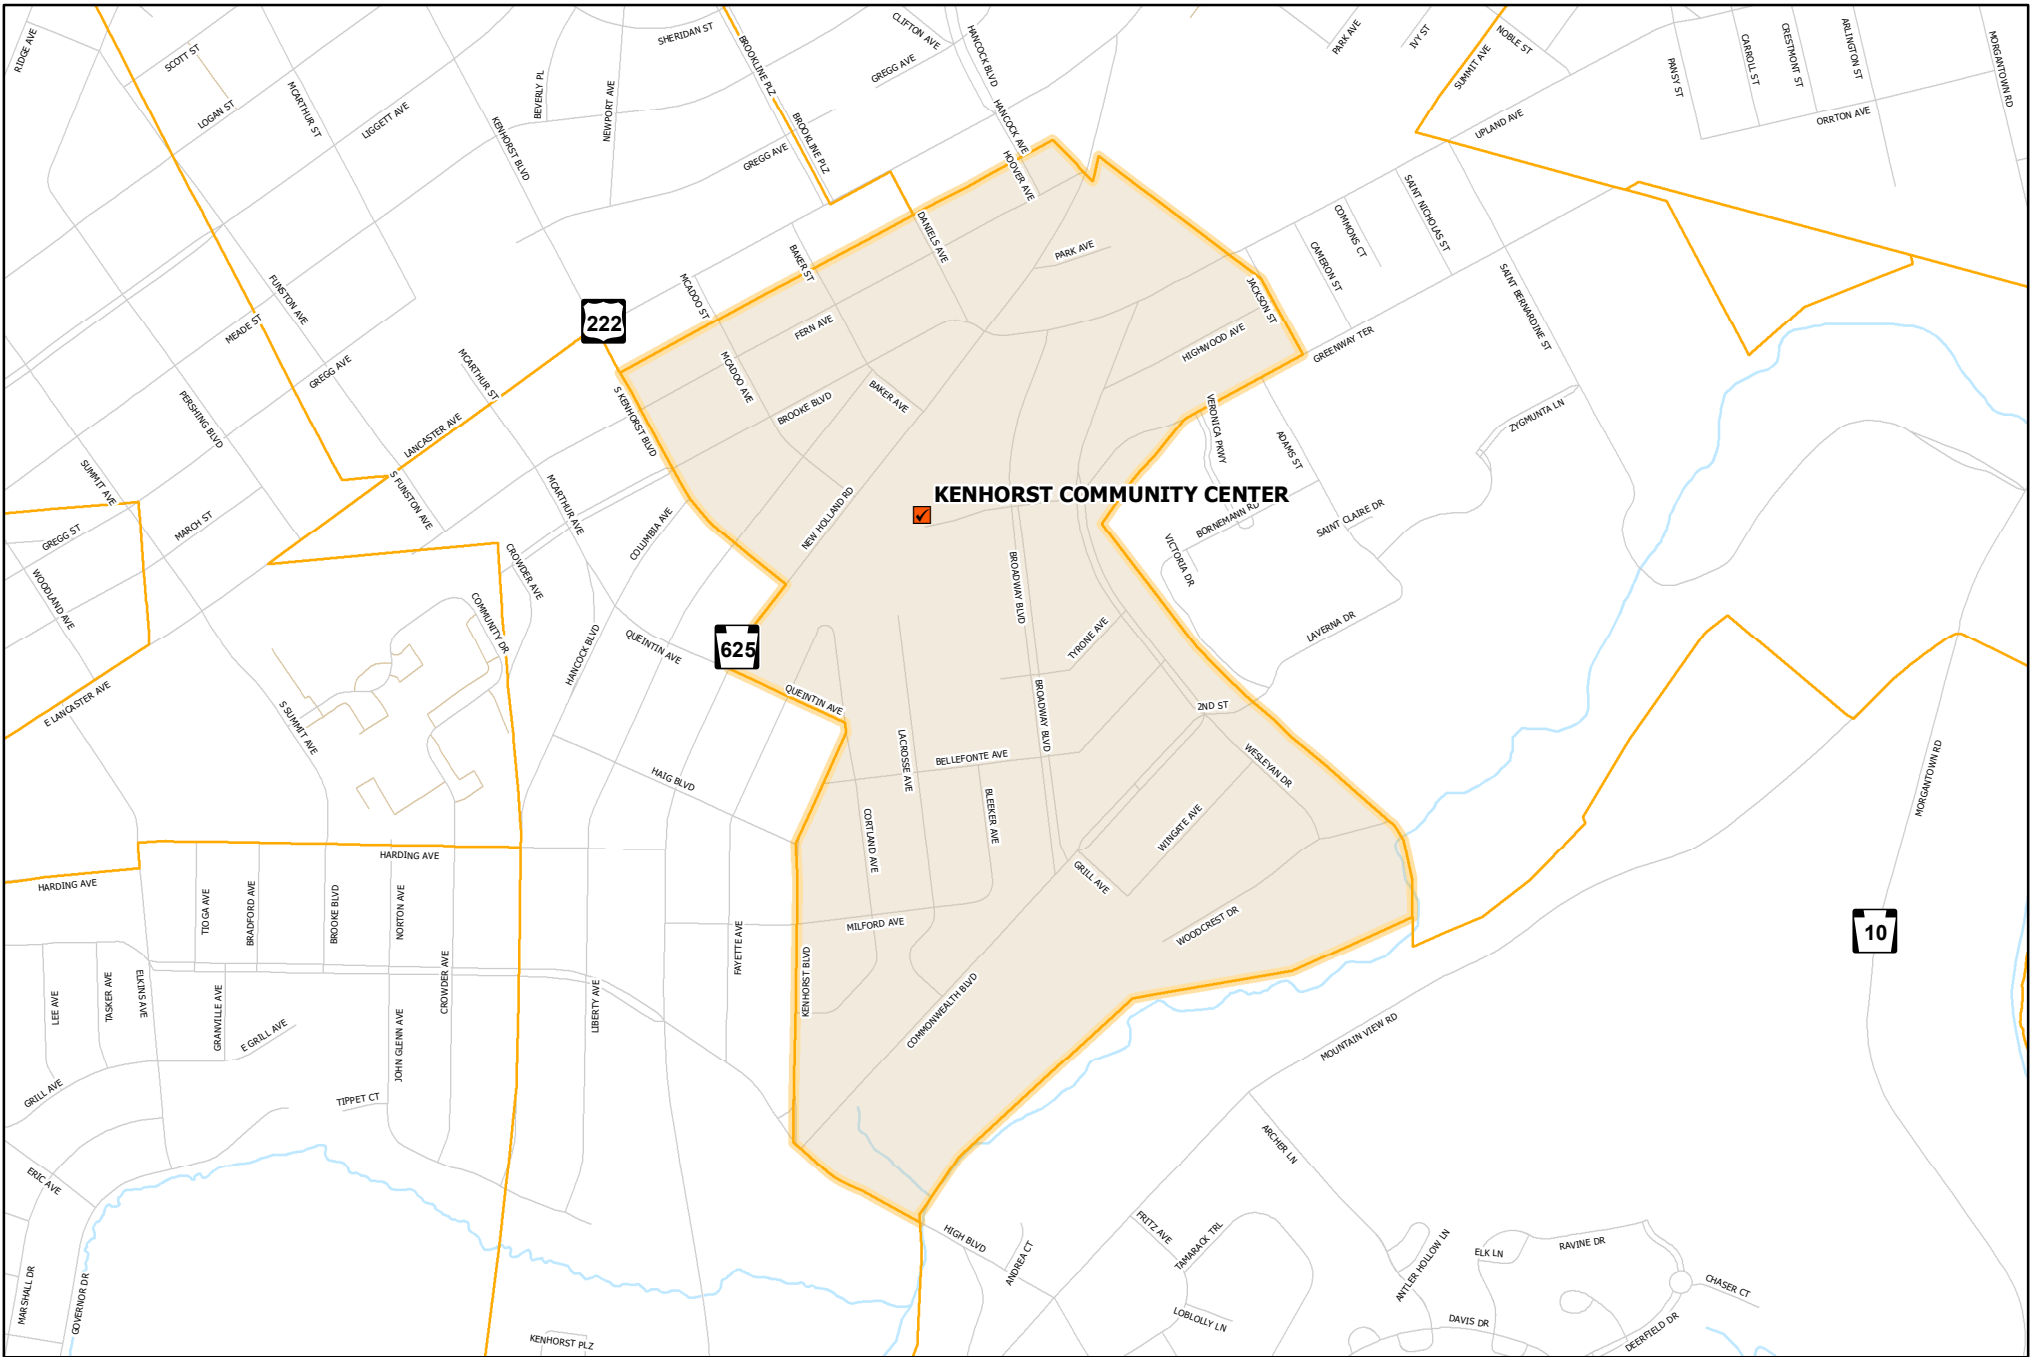 RIDGE AVE
SCOTT ST
LOGAN ST
MCARTHUR ST
LIGGETT AVE
KENHORST BLVD
BEVERLY PL
NEWPORT AVE
SHERIDAN ST
BROOKLINE PLZ
BROOKLINE PLZ
GREGG AVE
CLIFTON AVE
GREGG AVE
HANCOCK BLVD
HANCOCK AVE
HOOVER AVE
PARK AVE
IVY ST
NOBLE ST
SUMMIT AVE
UPLAND AVE
PANSY ST
CARROLL ST
CRESTMONT ST
ARLINGTON ST
MORGANTOWN RD
ORRTON AVE
DANIELS AVE
PARK AVE
BAKER ST
MCADOO ST
FERN AVE
222
MCADOO AVE
BROOKE BLVD
BAKER AVE
S KENHORST BLVD
JACKSON ST
HIGHWOOD AVE
GREENWAY TER
CAMERON ST
COMMONS CT
SAINT NICHOLAS ST
SAINT BERNARDINE ST
FUNSTON AVE
MEADE ST
GREGG AVE
PERSHING BLVD
MCARTHUR ST
LANCASTER AVE
S FUNSTON AVE
SUMMIT AVE
GREGG ST
MARCH ST
WOODLAND AVE
MCARTHUR AVE
COLUMBIA AVE
NEW HOLLAND RD
KENHORST COMMUNITY CENTER
VERONICA PKWY
ADAMS ST
ZYGMUNTA LN
BORNEMANN RD
SAINT CLAIRE DR
VICTORIA DR
LAVERNA DR
CROWDER AVE
COMMUNITY DR
HANCOCK BLVD
QUEINTIN AVE
625
QUEINTIN AVE
BROADWAY BLVD
TYRONE AVE
BROADWAY BLVD
2ND ST
WESLEYAN DR
E LANCASTER AVE
S SUMMIT AVE
HAIG BLVD
LACROSSE AVE
BELLEFONTE AVE
BLEEKER AVE
CORTLAND AVE
WINGATE AVE
GRILL AVE
WOODCREST DR
MILFORD AVE
MORGANTOWN RD
10
HARDING AVE
HARDING AVE
TIOGA AVE
BRADFORD AVE
BROOKE BLVD
NORTON AVE
CROWDER AVE
FAYETTE AVE
KENHORST BLVD
COMMONWEALTH BLVD
LEE AVE
TASKER AVE
ELKINS AVE
GRANVILLE AVE
E GRILL AVE
JOHN GLENN AVE
LIBERTY AVE
GRILL AVE
TIPPET CT
MOUNTAIN VIEW RD
ARCHER LN
ERIC AVE
MARSHALL DR
GOVERNOR DR
KENHORST PLZ
HIGH BLVD
ANDREA CT
FRITZ AVE
TAMARACK TRL
LOBLOLLY LN
ANTLER HOLLOW LN
ELK LN
RAVINE DR
CHASER CT
DAVIS DR
DEERFIELD DR